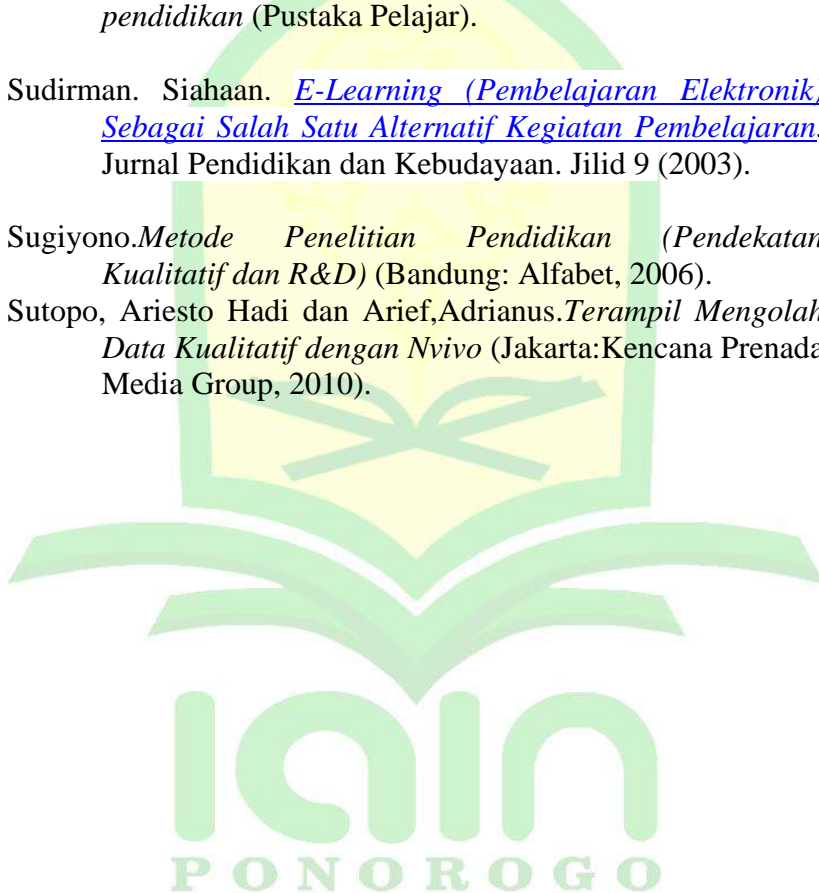 pendidikan (Pustaka Pelajar).
Sudirman. Siahaan. E-Learning (Pembelajaran Elektronik)
Sebagai Salah Satu Alternatif Kegiatan Pembelajaran.
Jurnal Pendidikan dan Kebudayaan. Jilid 9 (2003).
Sugiyono.Metode Penelitian Pendidikan (Pendekatan
Kualitatif dan R&D) (Bandung: Alfabet, 2006).
Sutopo, Ariesto Hadi dan Arief,Adrianus.Terampil Mengolah
Data Kualitatif dengan Nvivo (Jakarta:Kencana Prenada
Media Group, 2010).
iain
PONOROGO